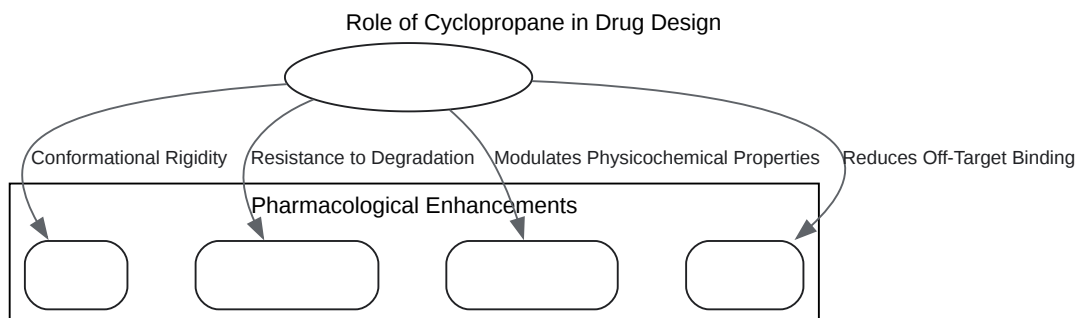 Role of Cyclopropane in Drug Design
Conformational Rigidity
Resistance to Degradation
Modulates Physicochemical Properties
Reduces Off-Target Binding
Pharmacological Enhancements